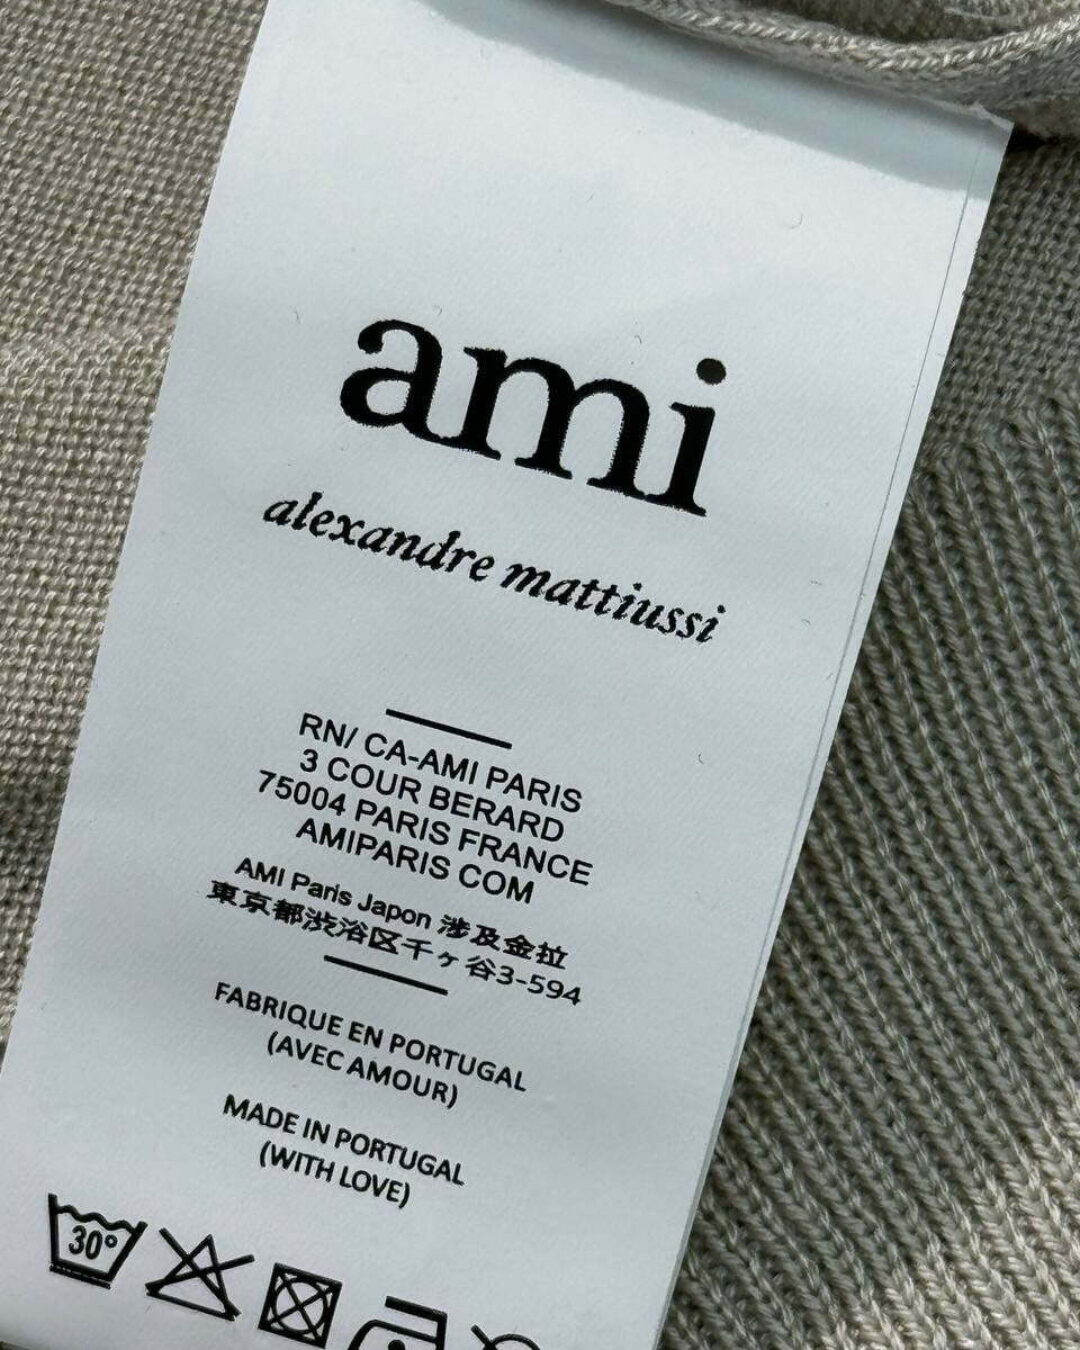 ami
alexandre mattiussi
RN/ CA-AMI PARIS
3 COUR BERARD
75004 PARIS FRANCE
AMIPARIS COM
AMI Paris Japon 涉及金拉
東京都渋谷区千ヶ谷3-594
FABRIQUE EN PORTUGAL
(AVEC AMOUR)
MADE IN PORTUGAL
(WITH LOVE)
30°